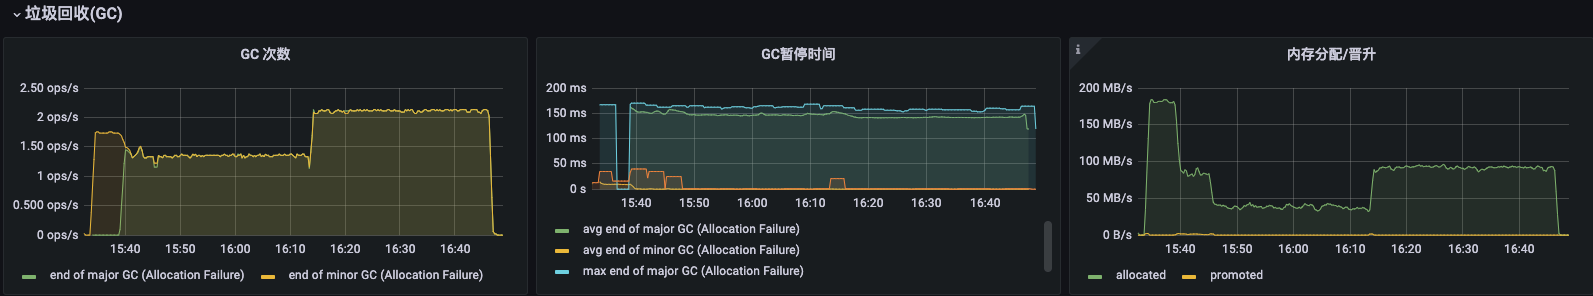 垃圾回收(GC)
GC 次数
2.50 ops/s
2 ops/s
1.50 ops/s
1 ops/s
0.500 ops/s
0 ops/s
15:40 15:50 16:00 16:10 16:20 16:30 16:40
end of major GC (Allocation Failure) end of minor GC (Allocation Failure)
GC暂停时间
200 ms
150 ms
100 ms
50 ms
0 s
15:40 15:50 16:00 16:10 16:20 16:30 16:40
avg end of major GC (Allocation Failure)
avg end of minor GC (Allocation Failure)
max end of major GC (Allocation Failure)
i
内存分配/晋升
200 MB/s
150 MB/s
100 MB/s
50 MB/s
0 B/s
15:40 15:50 16:00 16:10 16:20 16:30 16:40
allocated promoted